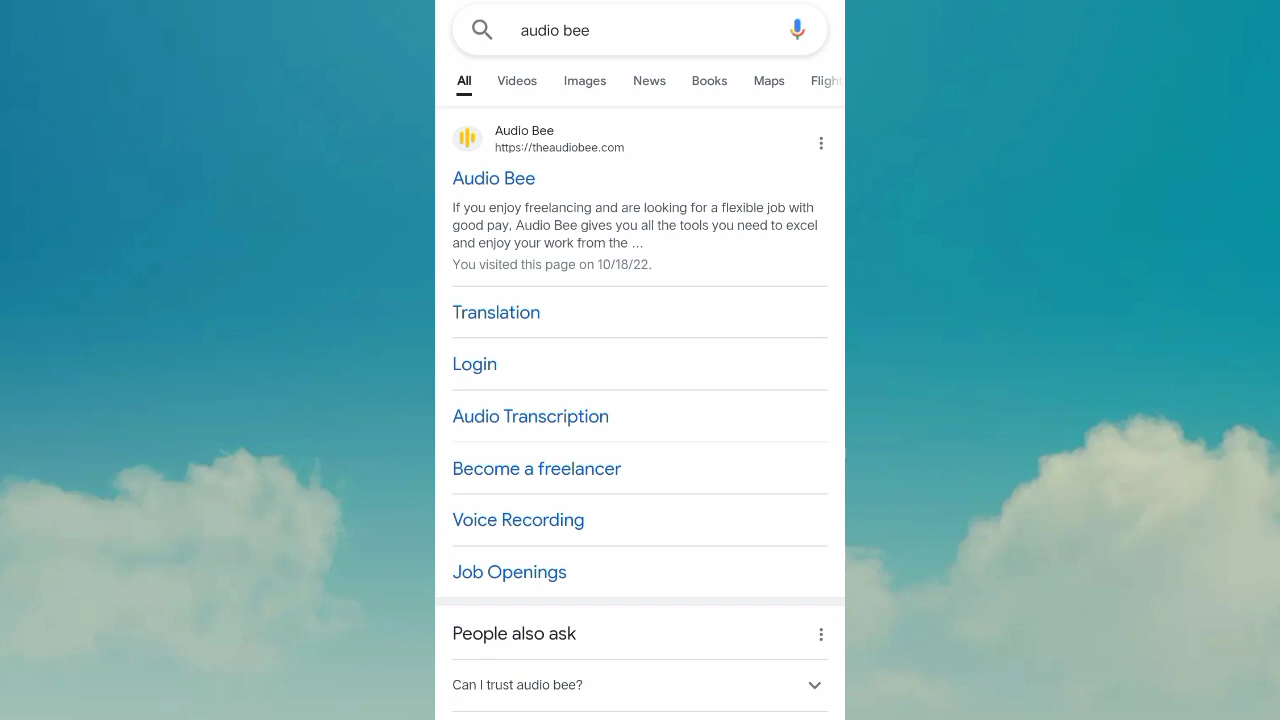 audio bee
All Videos Images News Books Maps Flight
Audio Bee
https://theaudiobee.com
Audio Bee
If you enjoy freelancing and are looking for a flexible job with
good pay, Audio Bee gives you all the tools you need to excel
and enjoy your work from the ...
You visited this page on 10/18/22.
Translation
Login
Audio Transcription
Become a freelancer
Voice Recording
Job Openings
People also ask
Can I trust audio bee?